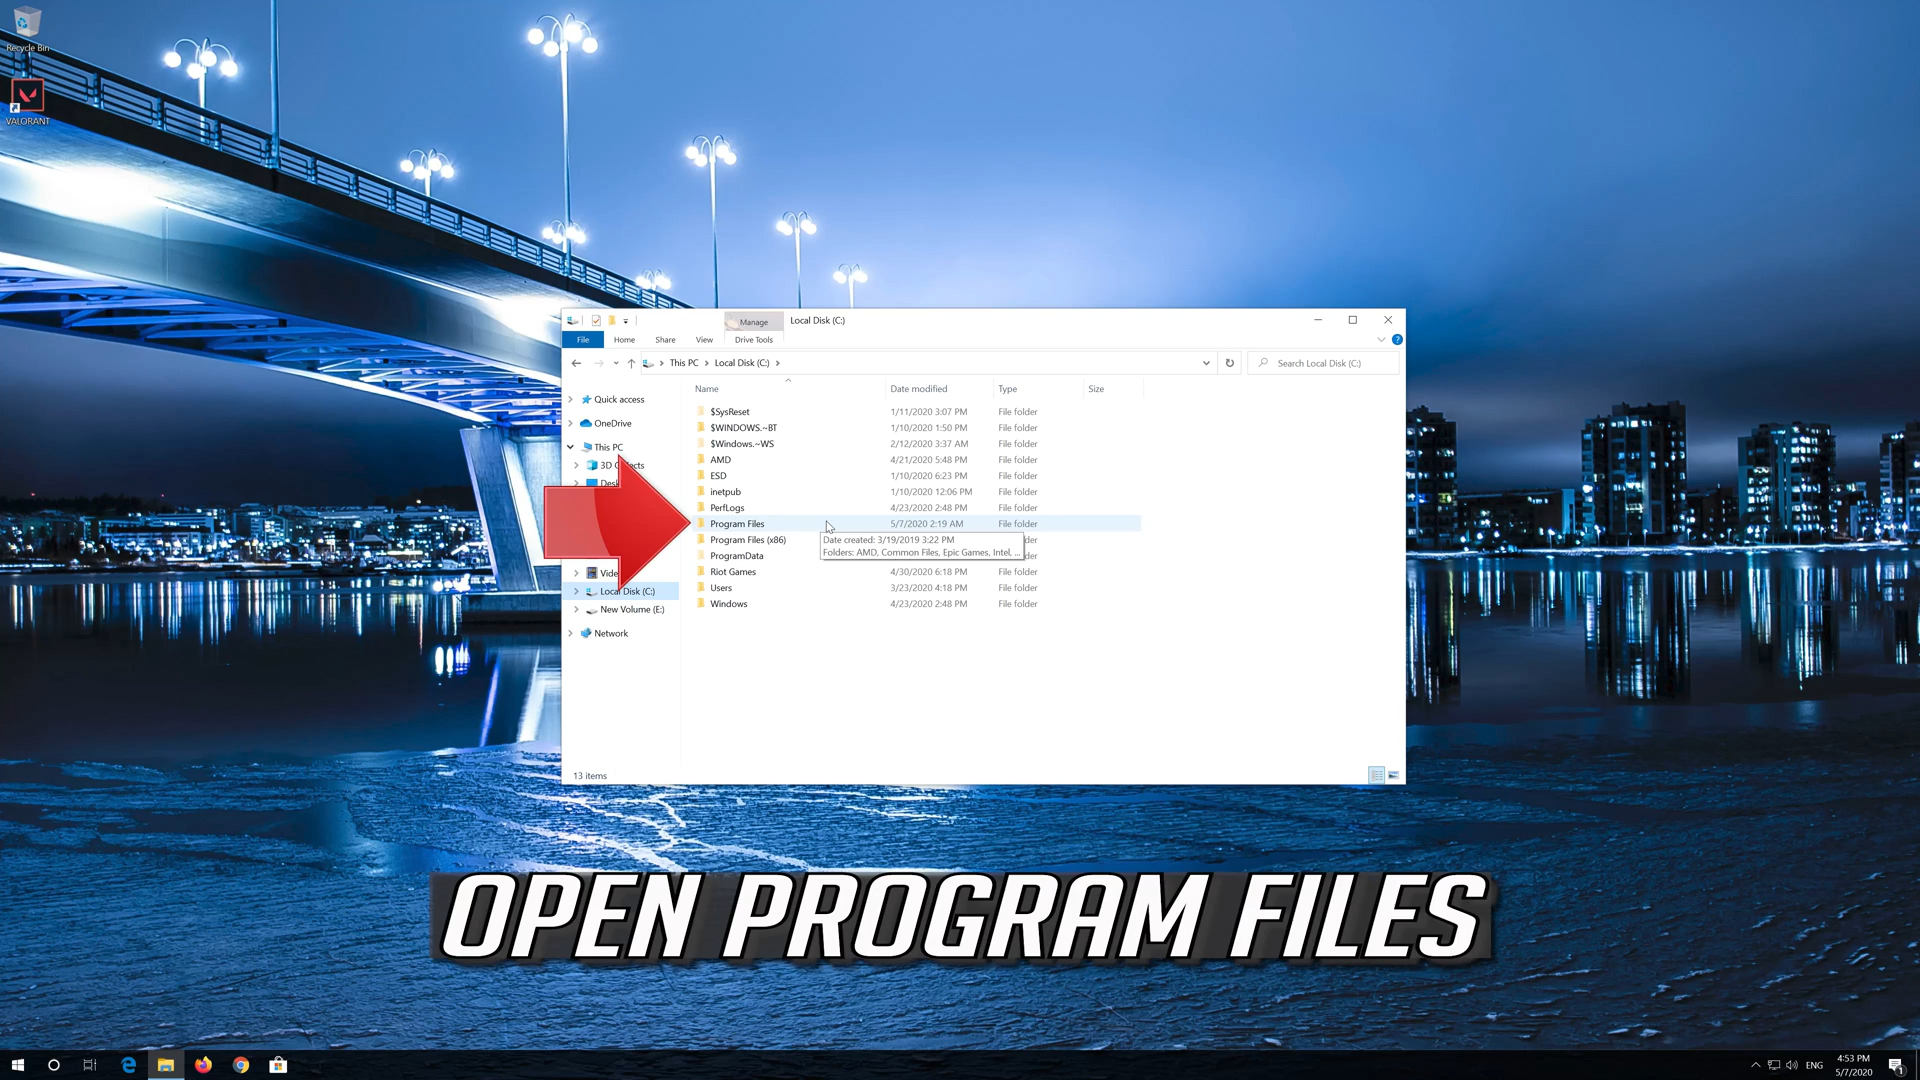 Recycle Bin
VALORANT
Manage
Local Disk (C:)
File
Home
Share
View
Drive Tools
This PC
Local Disk (C:)
Search Local Disk (C:)
Name
Date modified
Type
Size
Quick access
OneDrive
This PC
Local Disk (C:)
New Volume (E:)
Network
$SysReset 1/11/2020 3:07 PM File folder
$WINDOWS.~BT 1/10/2020 1:50 PM File folder
$Windows.~WS 2/12/2020 3:37 AM File folder
AMD 4/21/2020 5:48 PM File folder
ESD 1/10/2020 6:23 PM File folder
inetpub 1/10/2020 12:06 PM File folder
PerfLogs 4/23/2020 2:48 PM File folder
Program Files 5/7/2020 2:19 AM File folder
Program Files (x86)
ProgramData
Date created: 3/19/2019 3:22 PM
Folders: AMD, Common Files, Epic Games, Intel, ...
Riot Games 4/30/2020 6:18 PM File folder
Users 3/23/2020 4:18 PM File folder
Windows 4/23/2020 2:48 PM File folder
13 items
OPEN PROGRAM FILES
ENG
4:53 PM
5/7/2020
1